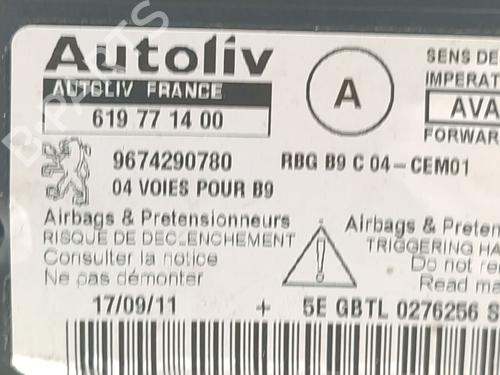 Autoliv
AUTOLIV FRANCE
619 77 14 00
A
SENS DE
IMPERAT
AVA
FORWAR
9674290780
RBG B9 C 04-CEM01
04 VOIES POUR B9
Airbags & Pretensionneurs
RISQUE DE DECLENCHEMENT
Consulter la notice
Ne pas démonter
Airbags & Preten
TRIGGERING HA
Do not re
Read ma
17/09/11 + 5E GBTL 0276256 S